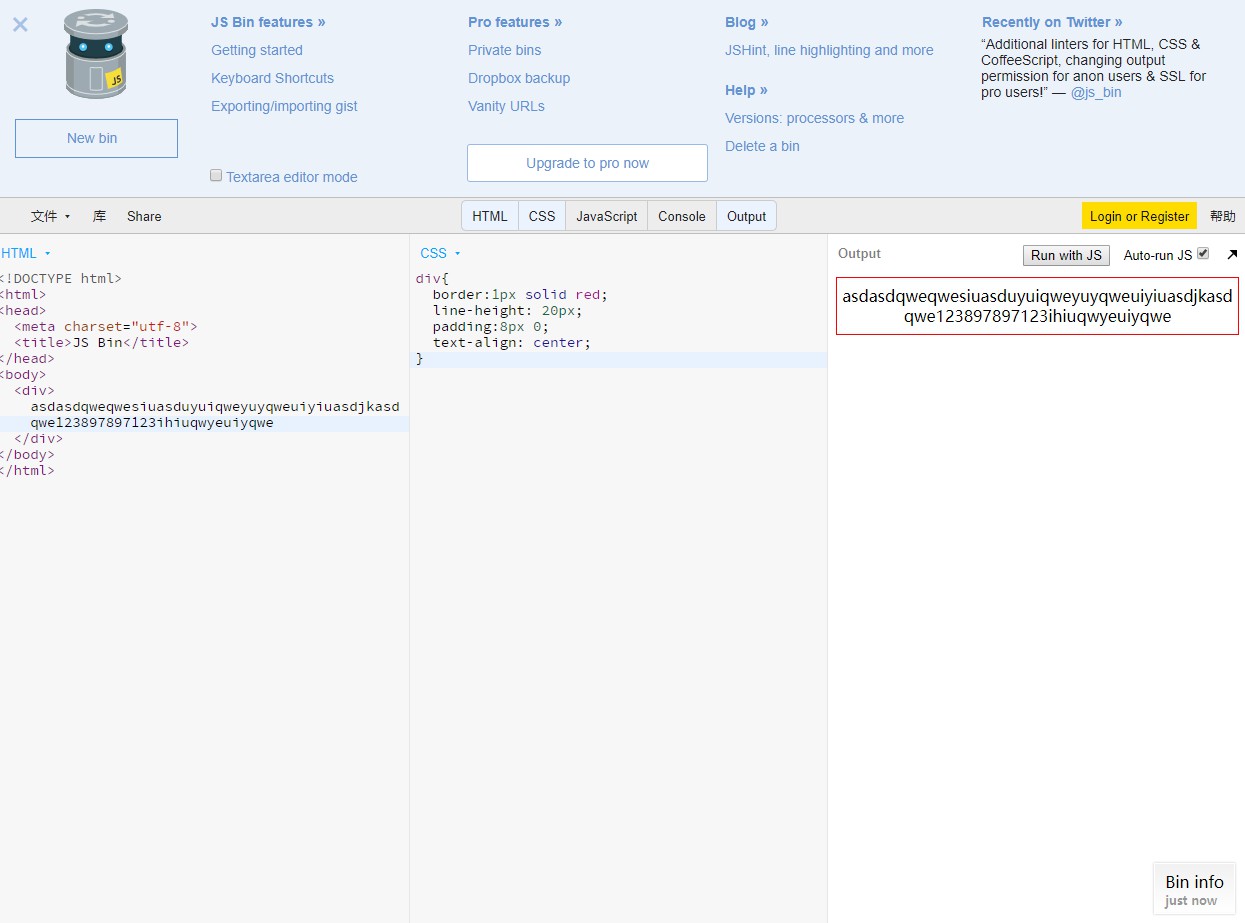 JS Bin features »
Getting started
Keyboard Shortcuts
Exporting/importing gist
Textarea editor mode
Pro features »
Private bins
Dropbox backup
Vanity URLs
Upgrade to pro now
Blog »
JSHint, line highlighting and more
Help »
Versions: processors & more
Delete a bin
Recently on Twitter »
“Additional linters for HTML, CSS &
CoffeeScript, changing output
permission for anon users & SSL for
pro users!” — @js_bin
JS
New bin
文件 库 Share HTML CSS JavaScript Console Output Login or Register 帮助
HTML
<!DOCTYPE html>
<html>
<head>
<meta charset="utf-8">
<title>JS Bin</title>
</head>
<body>
<div>
asdasdqweqwesiuasduyuiqweyuyqweuiyiuasdjkasd
qwe123897897123ihiuqwyeuiyqwe
</div>
</body>
</html>
CSS
div{
border:1px solid red;
line-height: 20px;
padding:8px 0;
text-align: center;
}
Output Run with JS Auto-run JS
asdasdqweqwesiuasduyuiqweyuyqweuiyiuasdjkasd
qwe123897897123ihiuqwyeuiyqwe
Bin info
just now